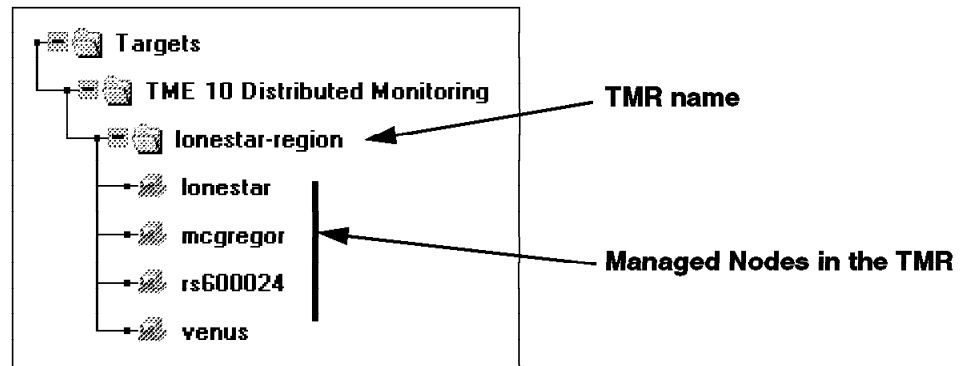 Targets
TME 10 Distributed Monitoring
TMR name
lonestar-region
lonestar
mcgregor
Managed Nodes in the TMR
rs600024
venus